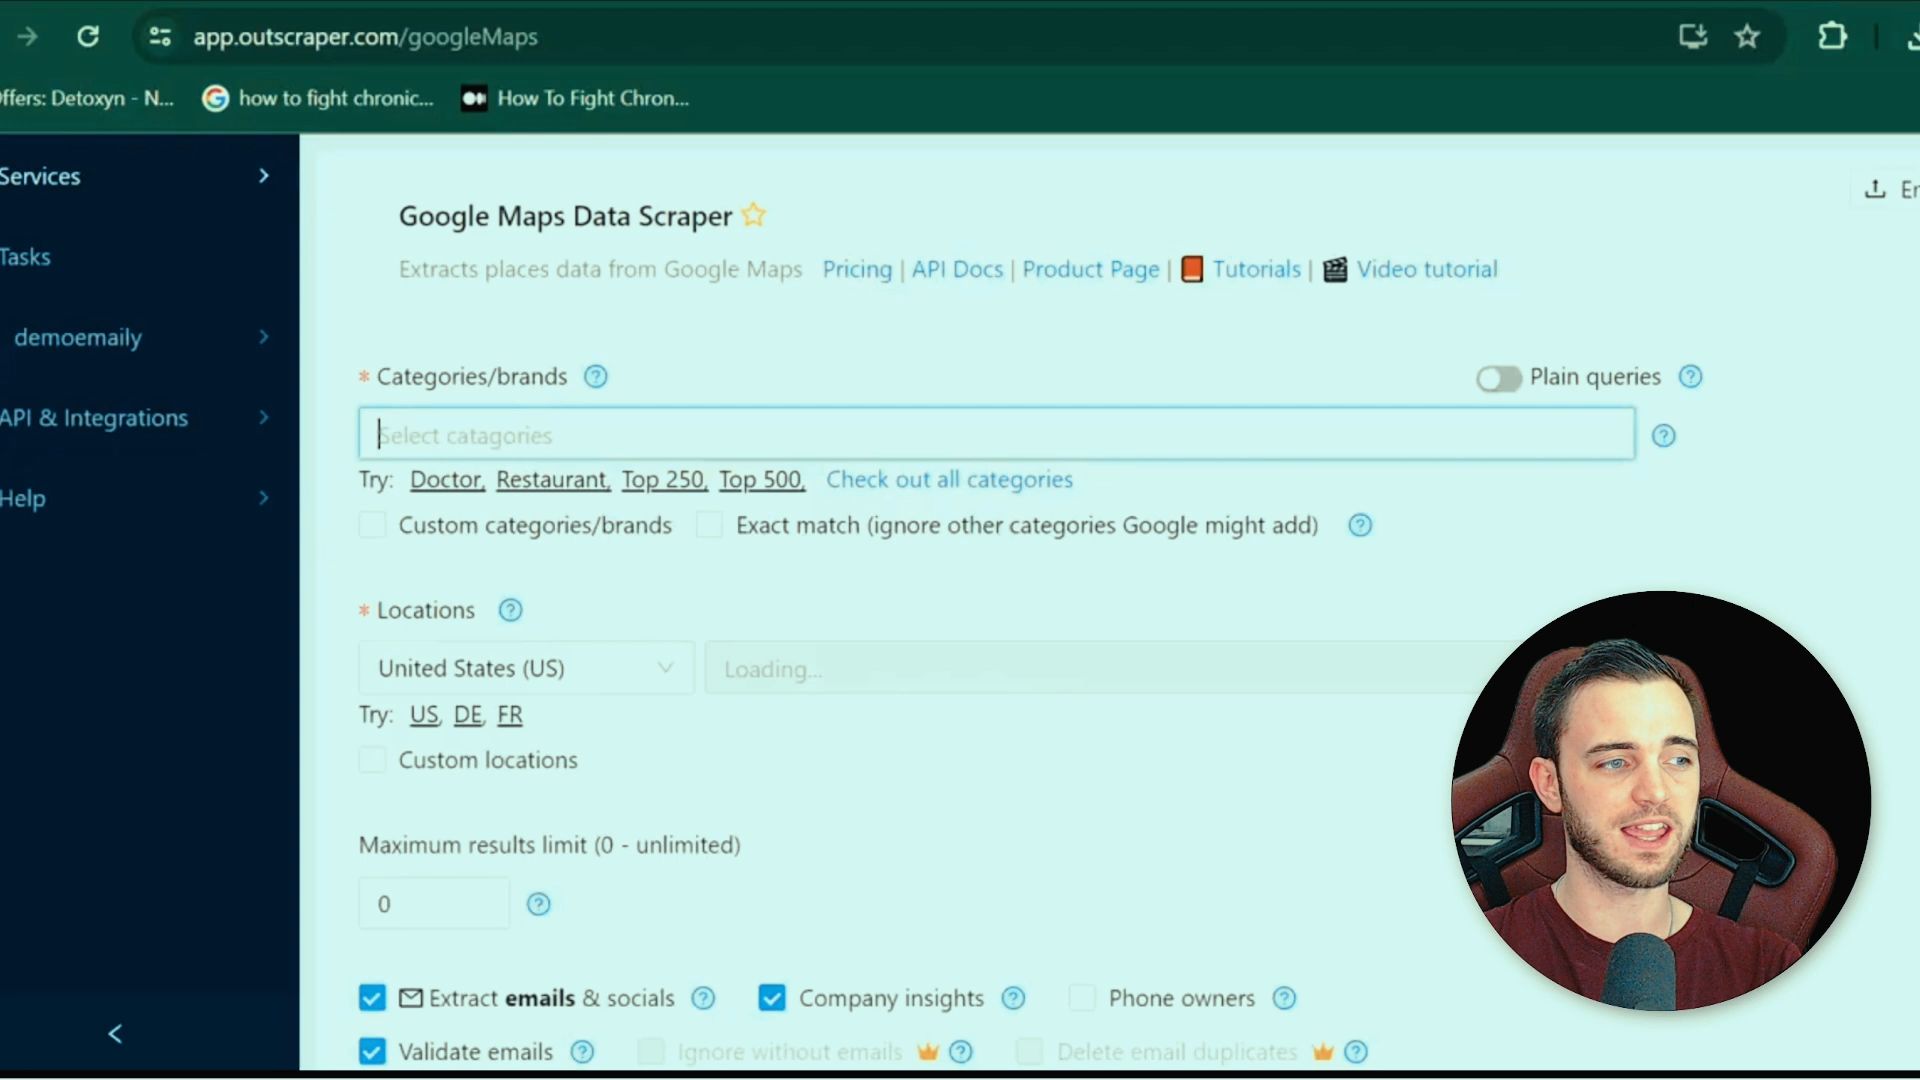 app.outscraper.com/googleMaps
ffers: Detoxyn - N... how to fight chronic... How To Fight Chron...
Services
Tasks
demoemaily
API & Integrations
Help
Google Maps Data Scraper
Extracts places data from Google Maps Pricing | API Docs | Product Page | Tutorials | Video tutorial
* Categories/brands Plain queries
Select catagories
Try: Doctor, Restaurant, Top 250, Top 500, Check out all categories
Custom categories/brands Exact match (ignore other categories Google might add)
* Locations
United States (US) Loading...
Try: US, DE, FR
Custom locations
Maximum results limit (0 - unlimited)
0
Extract emails & socials Company insights Phone owners
Validate emails Ignore without emails Delete email duplicates